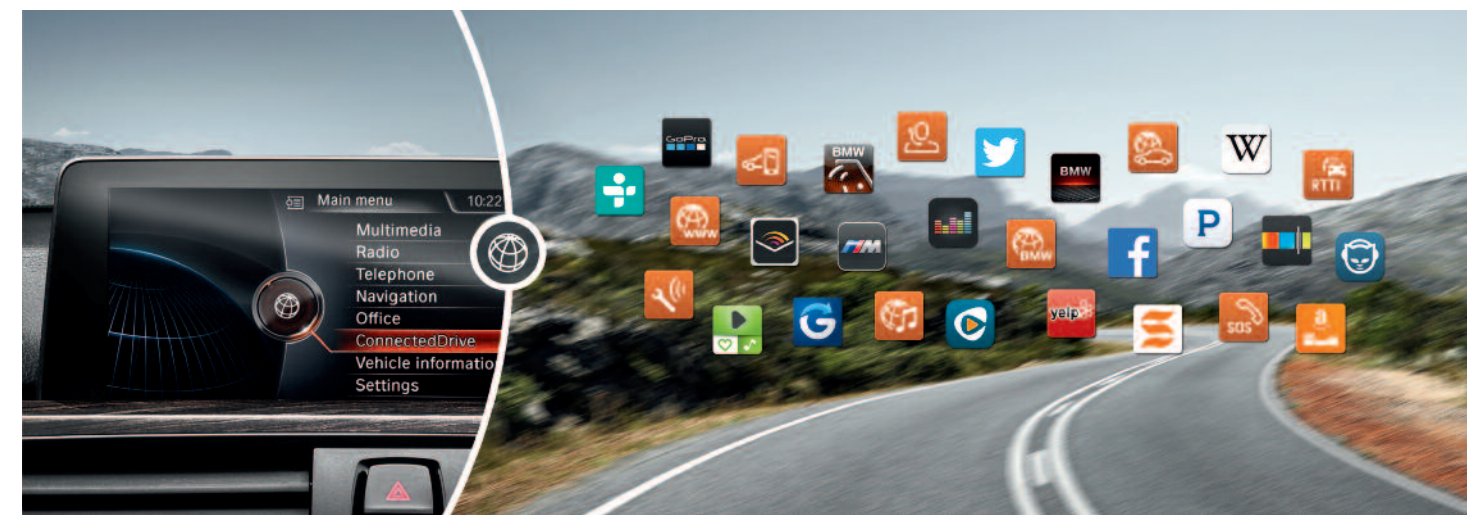 Main menu 10:22
Multimedia
Radio
Telephone
Navigation
Office
ConnectedDrive
Vehicle informatio
Settings
GoPro
BMW
BMW
W
RTTI
www
M
BMW
f
P
G
yelp
S
SOS
a